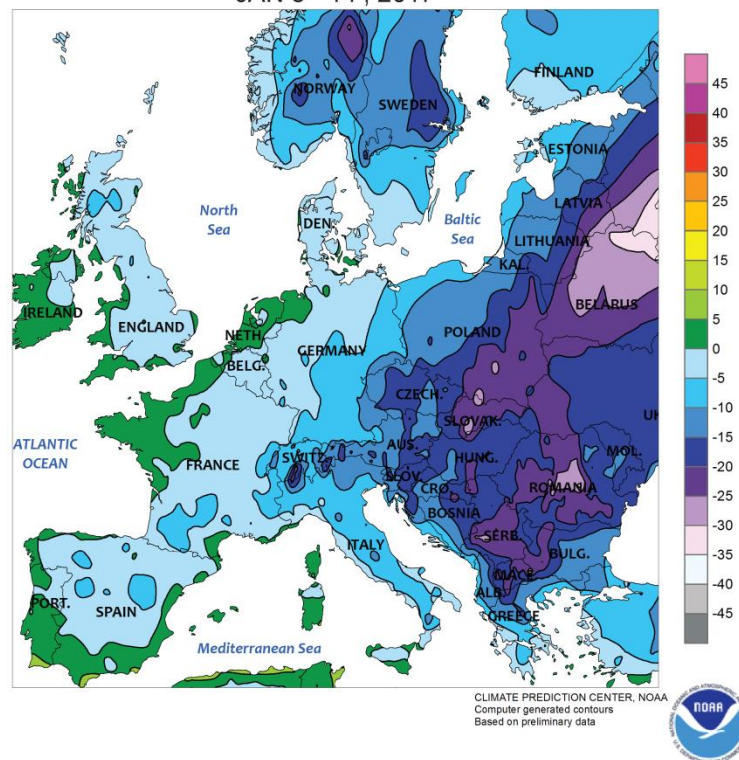 FINLAND
NORWAY
SWEDEN
ESTONIA
North
Sea
LATVIA
DEN.
Baltic
Sea
LITHUANIA
KAL.
IRELAND
BELARUS
ENGLAND
NETH.
POLAND
GERMANY
BELG.
CZECH.
SLOVAK.
UK
ATLANTIC
OCEAN
AUS.
MOL.
SWITZ.
HUNG.
FRANCE
SLOV.
CRO.
ROMANIA
BOSNIA
SERB.
ITALY
BULG.
MACE.
PORT.
SPAIN
ALB.
GREECE
Mediterranean Sea
45
40
35
30
25
20
15
10
5
0
-5
-10
-15
-20
-25
-30
-35
-40
-45
CLIMATE PREDICTION CENTER, NOAA
Computer generated contours
Based on preliminary data
NOAA